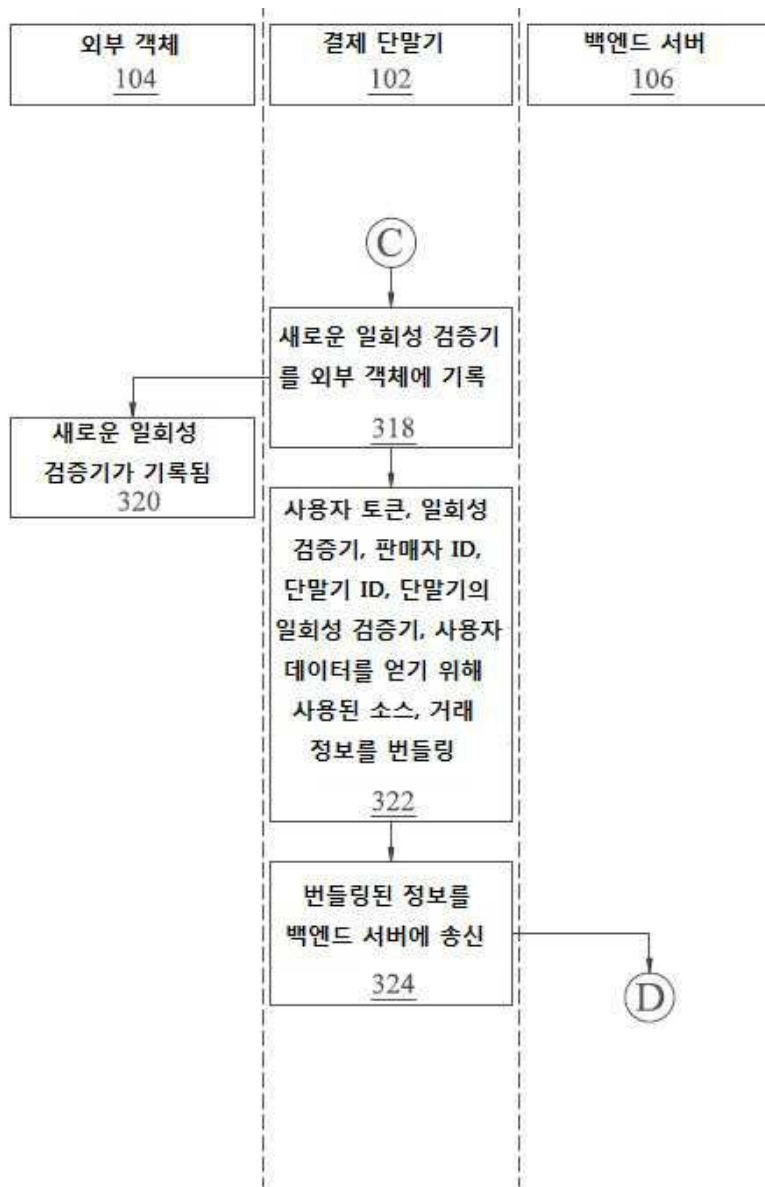 외부 객체
104
결제 단말기
102
백엔드 서버
106
C
새로운 일회성 검증기
를 외부 객체에 기록
318
새로운 일회성
검증기가 기록됨
320
사용자 토큰, 일회성
검증기, 판매자 ID,
단말기 ID, 단말기의
일회성 검증기, 사용자
데이터를 얻기 위해
사용된 소스, 거래
정보를 번들링
322
번들링된 정보를
백엔드 서버에 송신
324
D